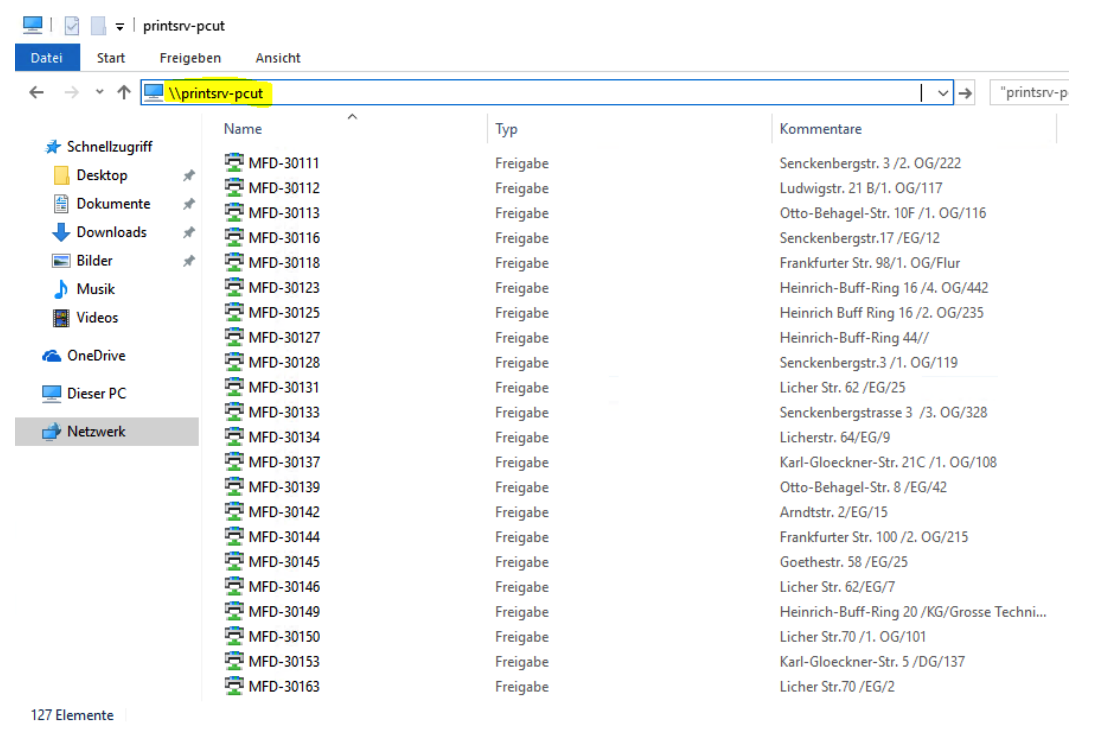 printsrv-pcut
Datei Start Freigeben Ansicht
\\printsrv-pcut "printsrv-p
Name Typ Kommentare
Schnellzugriff
Desktop
Dokumente
Downloads
Bilder
Musik
Videos
OneDrive
Dieser PC
Netzwerk
MFD-30111 Freigabe Senckenbergstr. 3 /2. OG/222
MFD-30112 Freigabe Ludwigstr. 21 B/1. OG/117
MFD-30113 Freigabe Otto-Behagel-Str. 10F /1. OG/116
MFD-30116 Freigabe Senckenbergstr.17 /EG/12
MFD-30118 Freigabe Frankfurter Str. 98/1. OG/Flur
MFD-30123 Freigabe Heinrich-Buff-Ring 16 /4. OG/442
MFD-30125 Freigabe Heinrich Buff Ring 16 /2. OG/235
MFD-30127 Freigabe Heinrich-Buff-Ring 44//
MFD-30128 Freigabe Senckenbergstr.3 /1. OG/119
MFD-30131 Freigabe Licher Str. 62 /EG/25
MFD-30133 Freigabe Senckenbergstrasse 3 /3. OG/328
MFD-30134 Freigabe Licherstr. 64/EG/9
MFD-30137 Freigabe Karl-Gloeckner-Str. 21C /1. OG/108
MFD-30139 Freigabe Otto-Behagel-Str. 8 /EG/42
MFD-30142 Freigabe Arndtstr. 2/EG/15
MFD-30144 Freigabe Frankfurter Str. 100 /2. OG/215
MFD-30145 Freigabe Goethestr. 58 /EG/25
MFD-30146 Freigabe Licher Str. 62/EG/7
MFD-30149 Freigabe Heinrich-Buff-Ring 20 /KG/Grosse Techni...
MFD-30150 Freigabe Licher Str.70 /1. OG/101
MFD-30153 Freigabe Karl-Gloeckner-Str. 5 /DG/137
MFD-30163 Freigabe Licher Str.70 /EG/2
127 Elemente